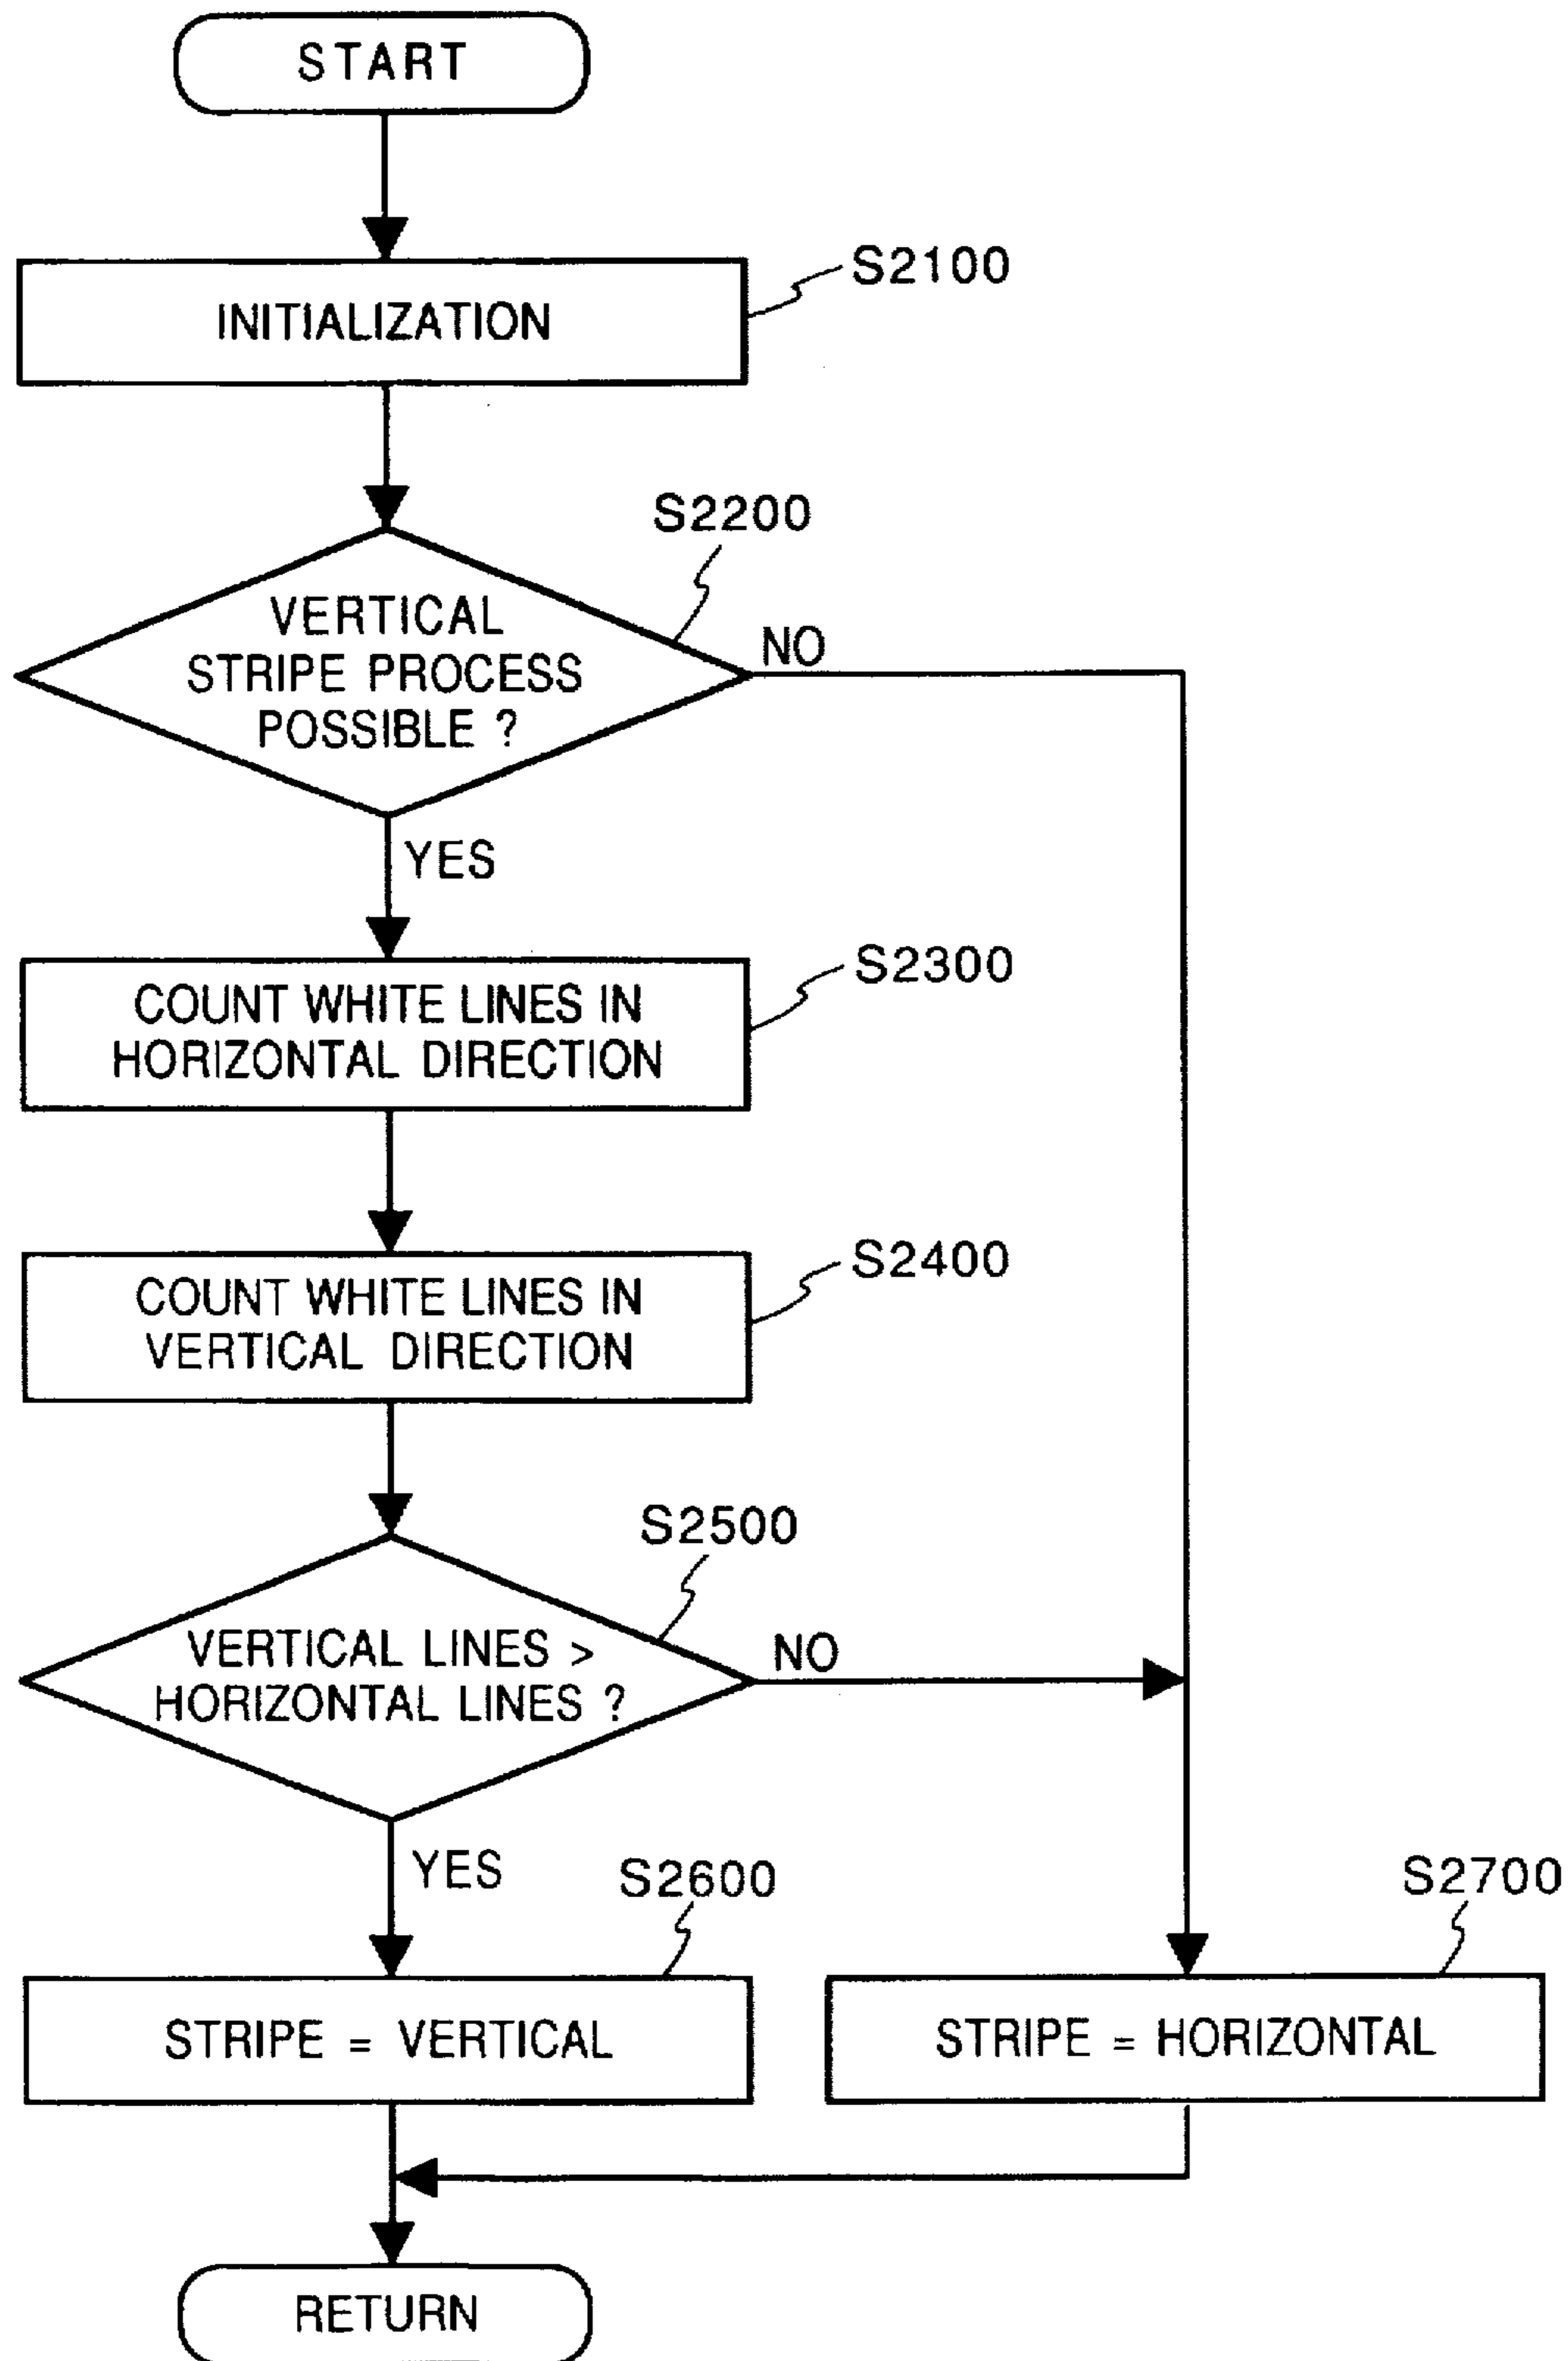 START
INITIALIZATION
S2100
S2200
VERTICAL
STRIPE PROCESS
POSSIBLE ?
NO
YES
COUNT WHITE LINES IN
HORIZONTAL DIRECTION
S2300
COUNT WHITE LINES IN
VERTICAL DIRECTION
S2400
S2500
VERTICAL LINES >
HORIZONTAL LINES ?
NO
YES
S2600
STRIPE = VERTICAL
S2700
STRIPE = HORIZONTAL
RETURN